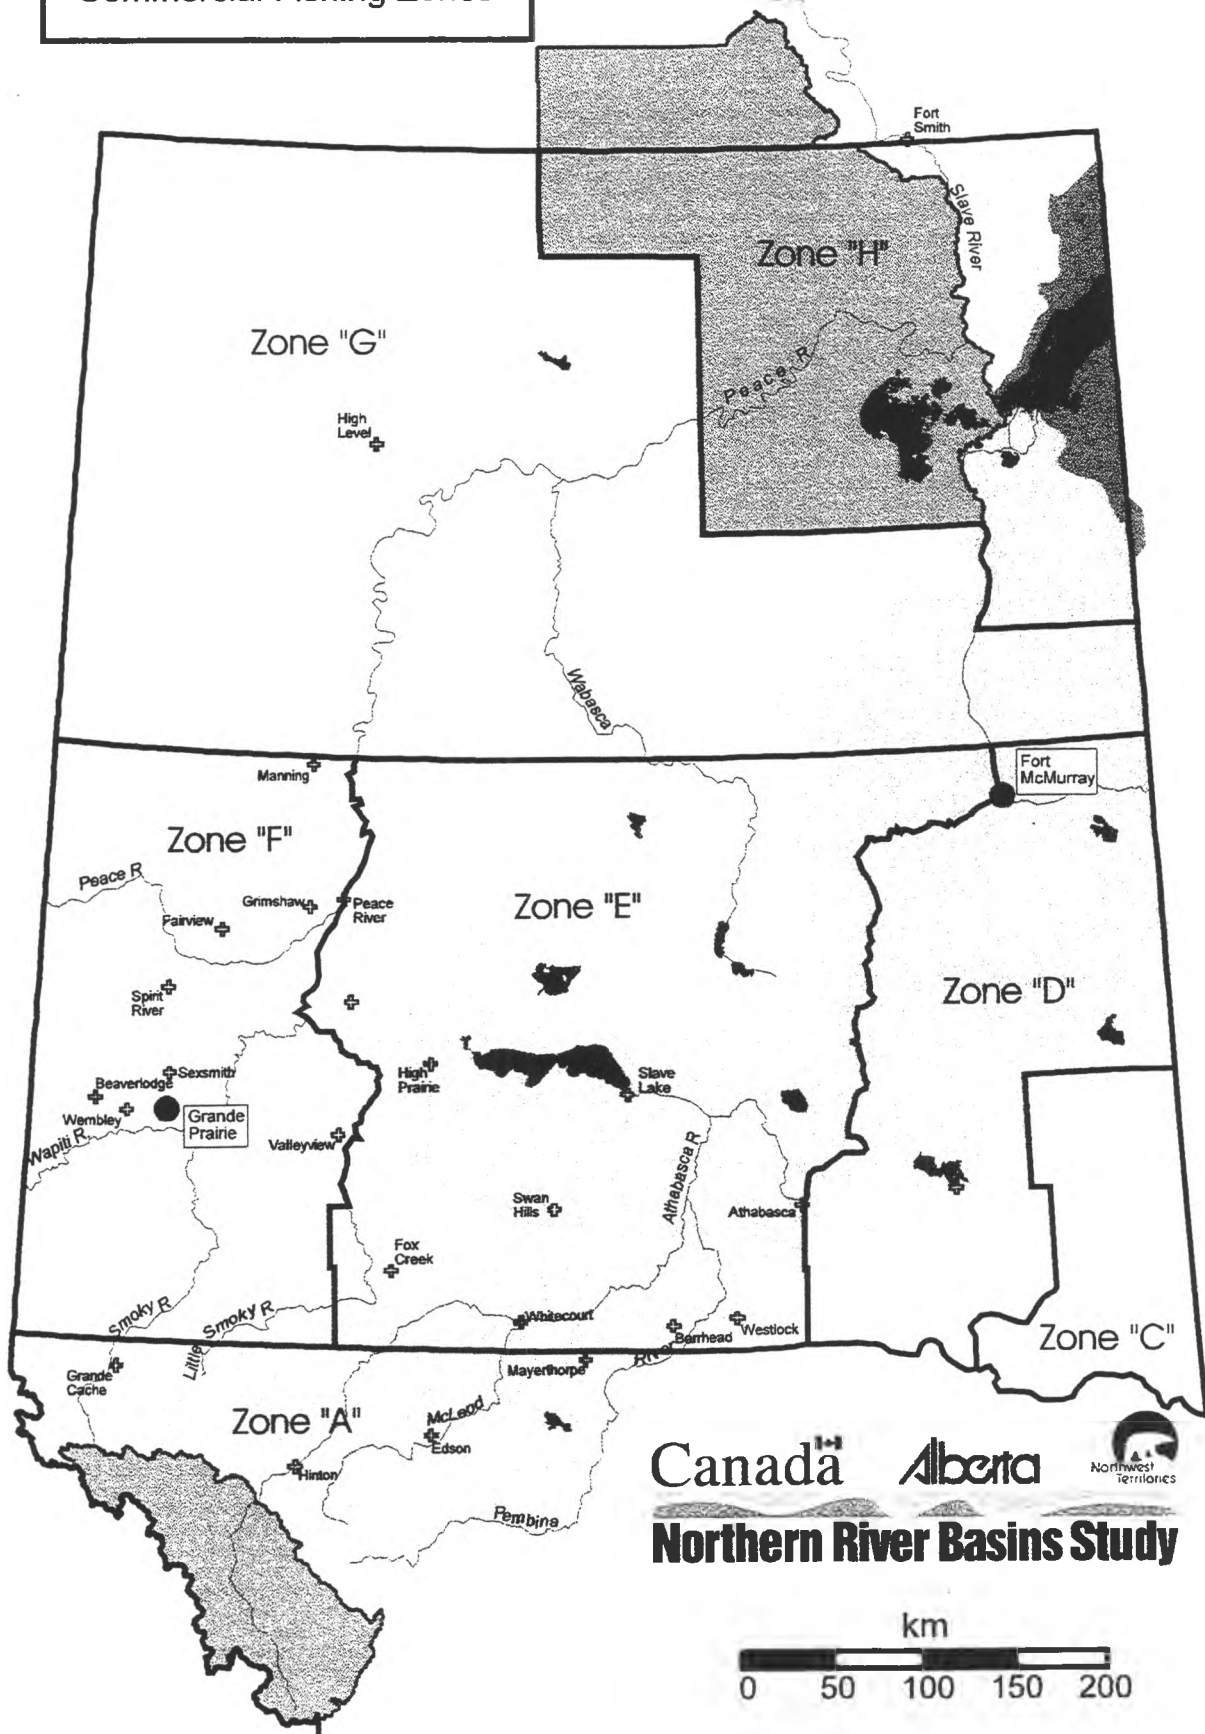 Commercial Fishing Zones
Fort
Smith
Slave River
Zone "H"
Zone "G"
Peace R
High
Level
Wabasca
Fort
McMurray
Manning
Zone "F"
Peace R
Grimshaw
Peace
River
Fairview
Zone "E"
Spirit
River
Zone "D"
Sexsmith
Beaverlodge
High
Prairie
Slave
Lake
Wembley
Grande
Prairie
Wapiti R
Valleyview
Athabasca R
Swan
Hills
Athabasca
Fox
Creek
Smoky R
Little Smoky R
Whitecourt
Barrhead
Westlock
River
Zone "C"
Mayerthorpe
Grande
Cache
Zone "A"
McLeod
Edson
Hinton
Pembina
Canada
Alberta
Northwest
Territories
Northern River Basins Study
km
0 50 100 150 200